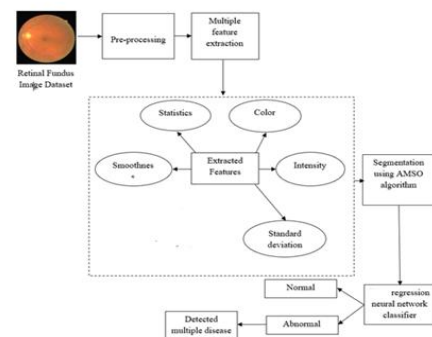 Retinal Fundus
Image Dataset
Pre-processing
Multiple
feature
extraction
Statistics
Color
Smoothnes
Extracted
Features
Intensity
Standard
deviation
Segmentation
using AMSO
algorithm
regression
neural network
classifier
Normal
Abnormal
Detected
multiple disease